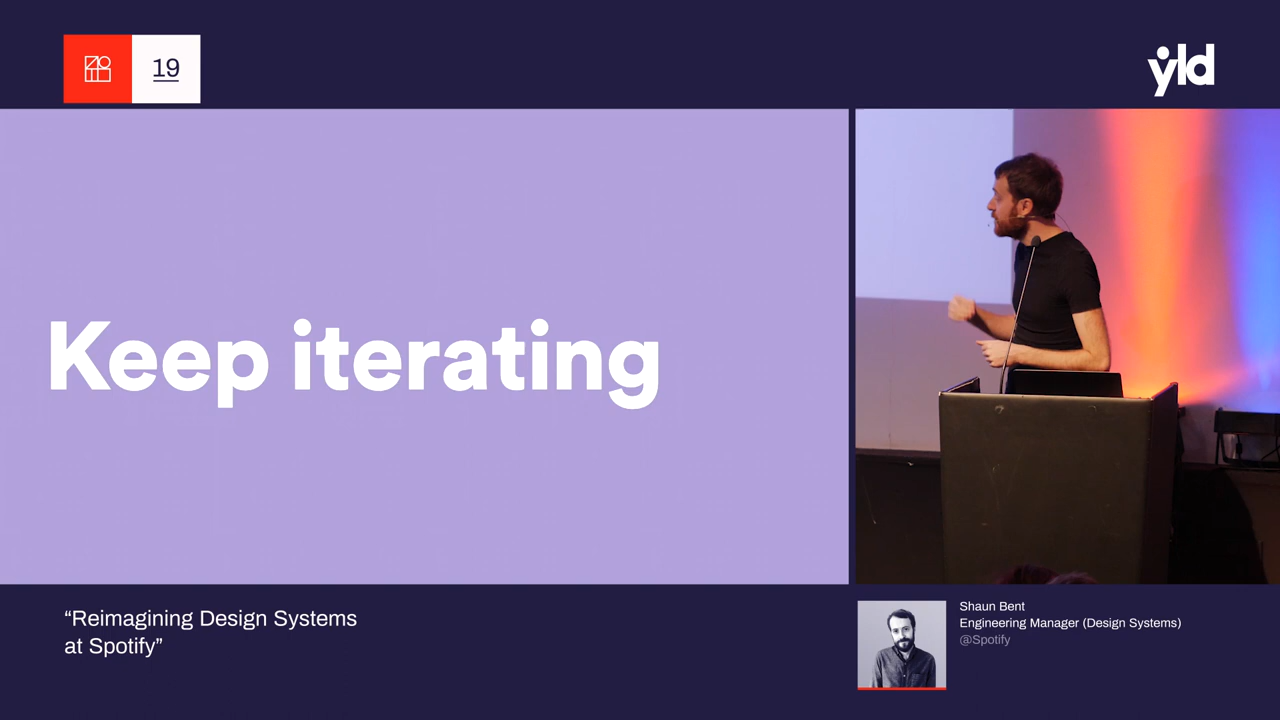 19
yld
Keep iterating
“Reimagining Design Systems
at Spotify”
Shaun Bent
Engineering Manager (Design Systems)
@Spotify